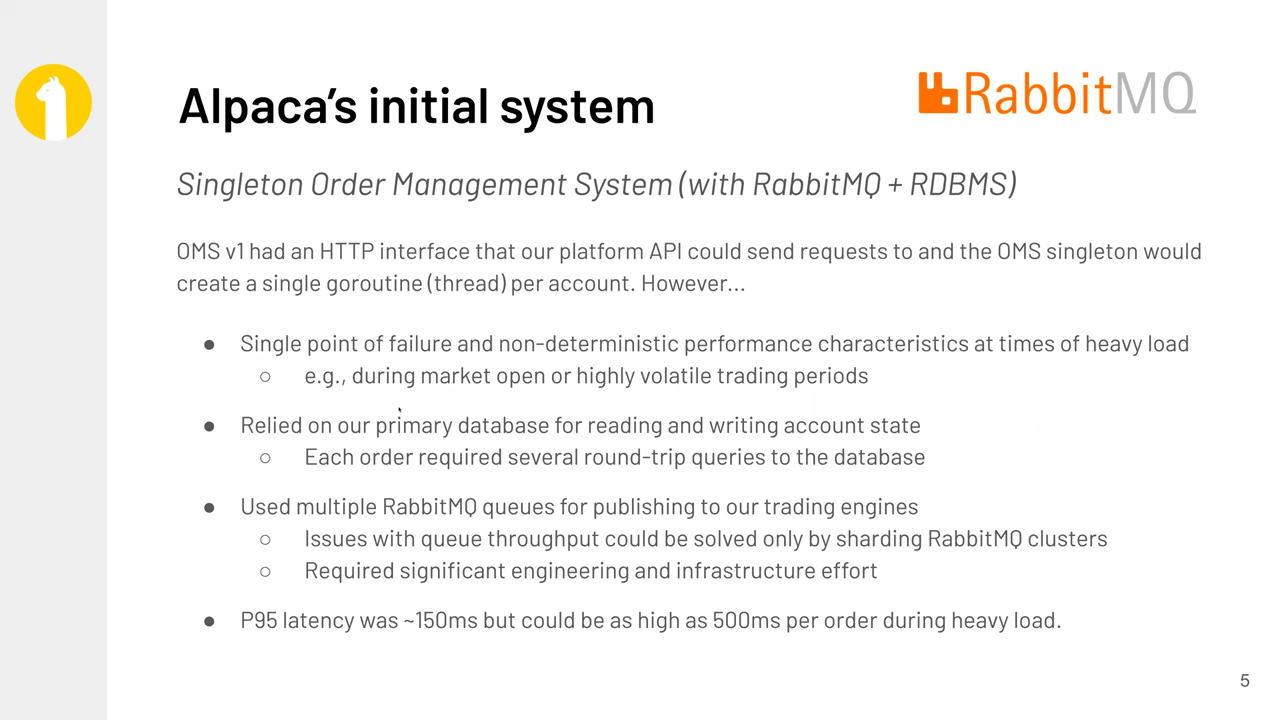 Alpaca's initial system
RabbitMQ
Singleton Order Management System (with RabbitMQ + RDBMS)
OMS v1 had an HTTP interface that our platform API could send requests to and the OMS singleton would
create a single goroutine (thread) per account. However...
● Single point of failure and non-deterministic performance characteristics at times of heavy load
○ e.g., during market open or highly volatile trading periods
● Relied on our primary database for reading and writing account state
○ Each order required several round-trip queries to the database
● Used multiple RabbitMQ queues for publishing to our trading engines
○ Issues with queue throughput could be solved only by sharding RabbitMQ clusters
○ Required significant engineering and infrastructure effort
● P95 latency was ~150ms but could be as high as 500ms per order during heavy load.
5